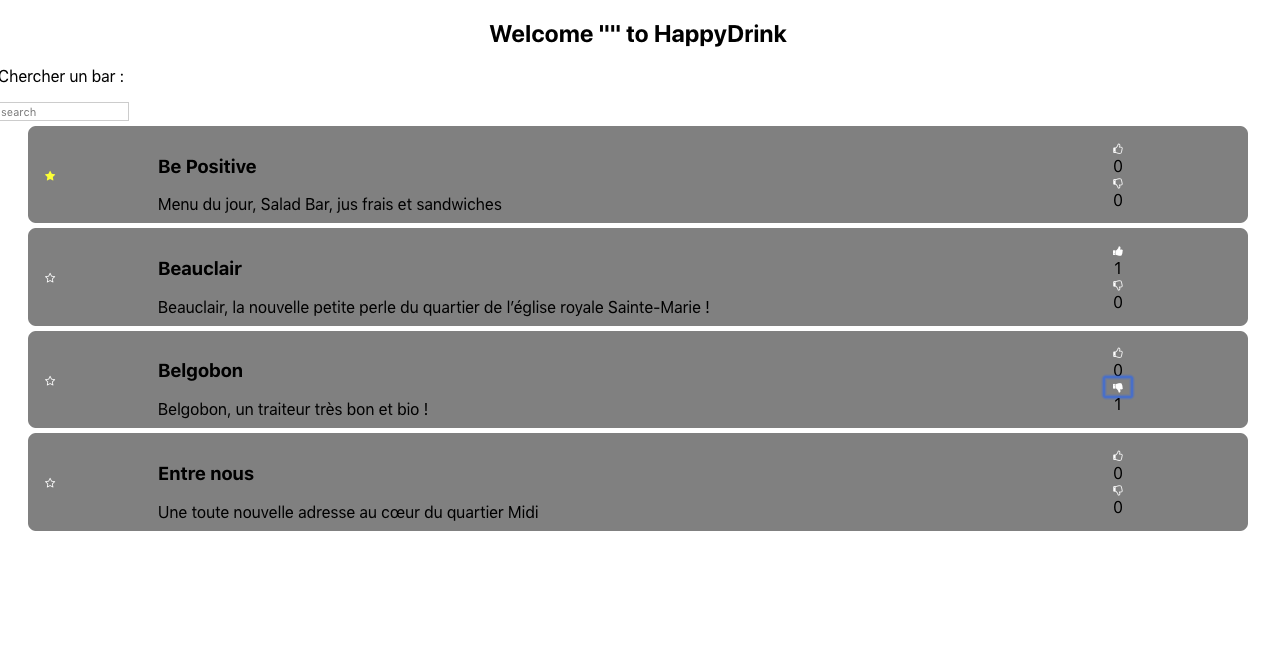 Welcome "" to HappyDrink
Chercher un bar :
search
Be Positive
Menu du jour, Salad Bar, jus frais et sandwiches
0
0
Beauclair
Beauclair, la nouvelle petite perle du quartier de l’église royale Sainte-Marie !
1
0
Belgobon
Belgobon, un traiteur très bon et bio !
0
1
Entre nous
Une toute nouvelle adresse au cœur du quartier Midi
0
0